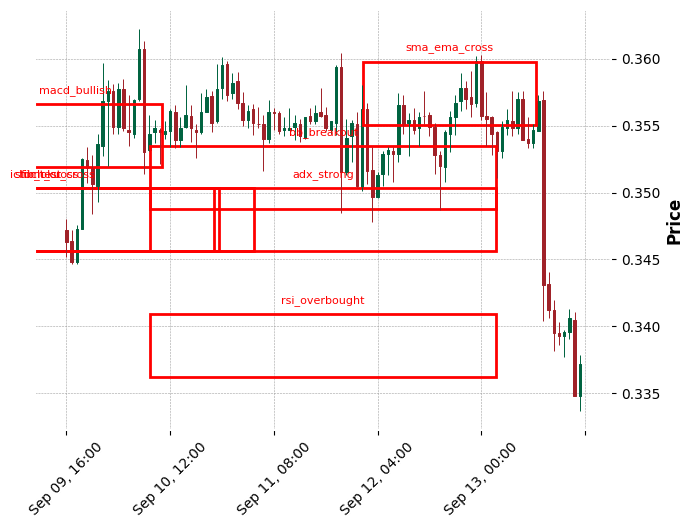 sma_ema_cross
macd_bullish
bb_breakout
adx_strong
rsi_overbought
0.360
0.355
0.350
0.345
0.340
0.335
Price
Sep 09, 16:00
Sep 10, 12:00
Sep 11, 08:00
Sep 12, 04:00
Sep 13, 00:00